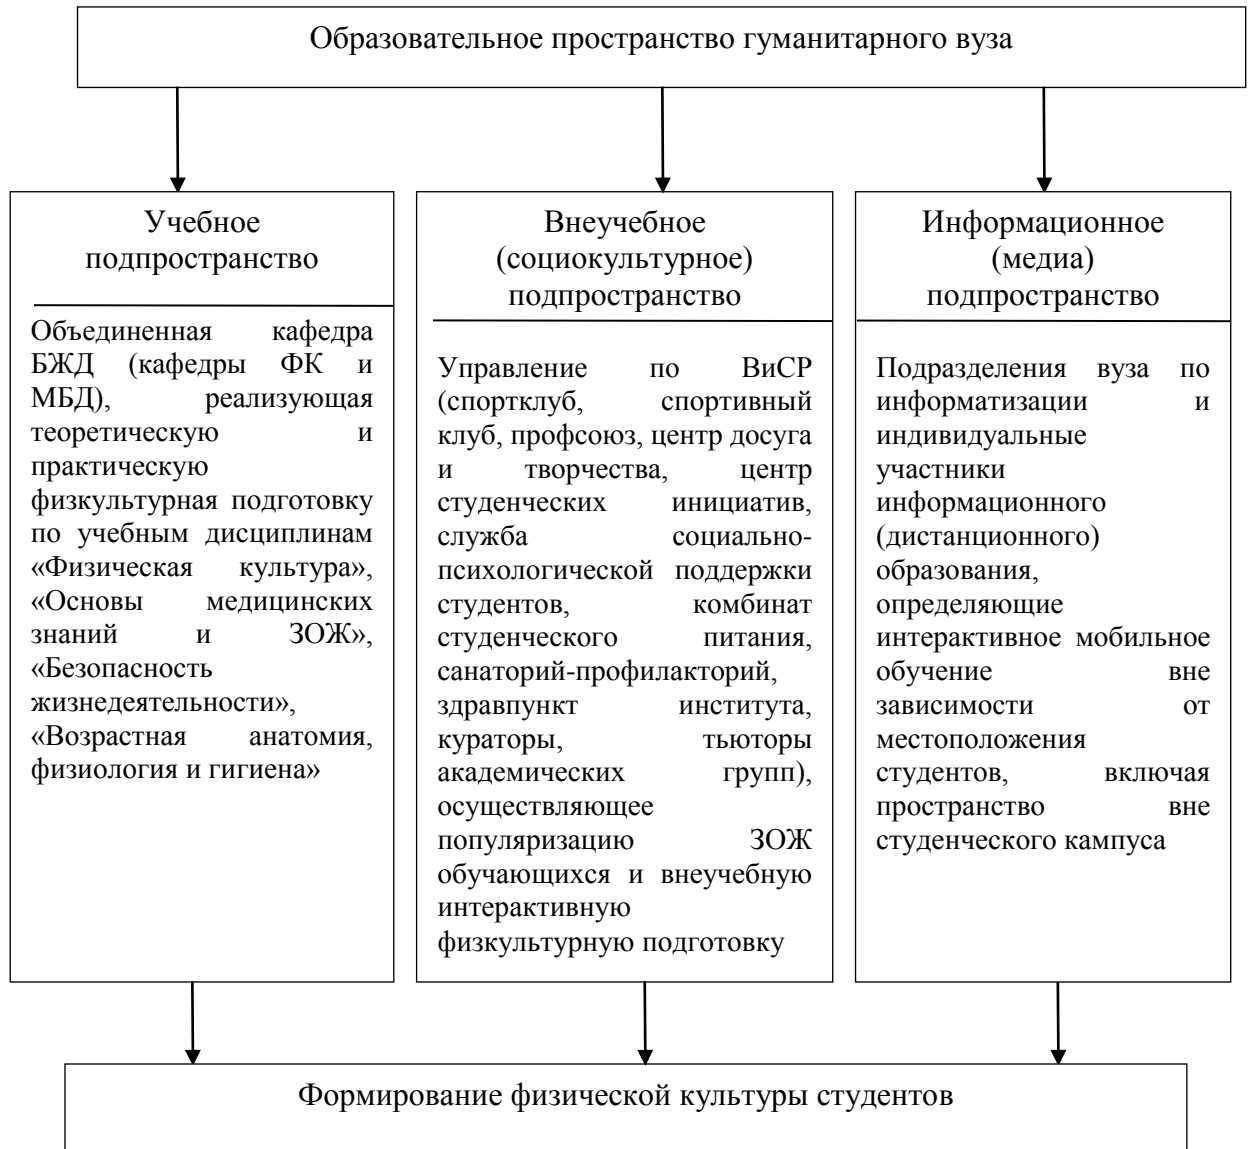 Образовательное пространство гуманитарного вуза
Учебное
подпространство
Объединенная кафедра
БЖД (кафедры ФК и
МБД), реализующая
теоретическую и
практическую
физкультурная подготовку
по учебным дисциплинам
«Физическая культура»,
«Основы медицинских
знаний и ЗОЖ»,
«Безопасность
жизнедеятельности»,
«Возрастная анатомия,
физиология и гигиена»
Внеучебное
(социокультурное)
подпространство
Управление по ВиСР
(спортклуб, спортивный
клуб, профсоюз, центр досуга
и творчества, центр
студенческих инициатив,
служба социально-
психологической поддержки
студентов, комбинат
студенческого питания,
санаторий-профилакторий,
здравпункт института,
кураторы, тьюторы
академических групп),
осуществляющее
популяризацию ЗОЖ
обучающихся и внеучебную
интерактивную
физкультурную подготовку
Информационное
(медиа)
подпространство
Подразделения вуза по
информатизации и
индивидуальные
участники
информационного
(дистанционного)
образования,
определяющие
интерактивное мобильное
обучение вне
зависимости от
местоположения
студентов, включая
пространство вне
студенческого кампуса
Формирование физической культуры студентов